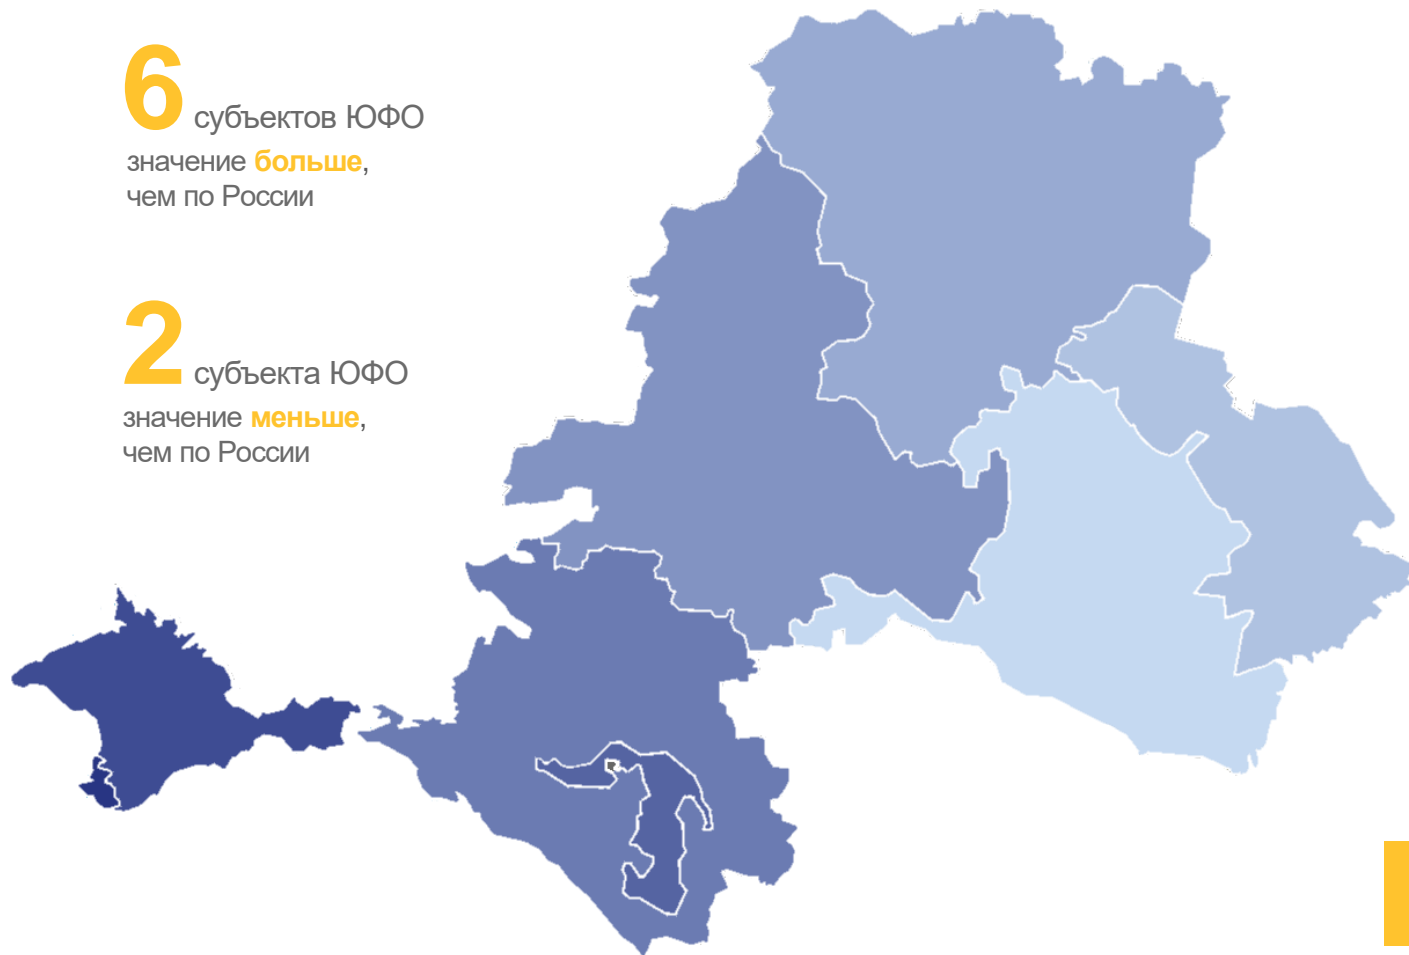 6 субъектов ЮФО
значение больше,
чем по России
2 субъекта ЮФО
значение меньше,
чем по России